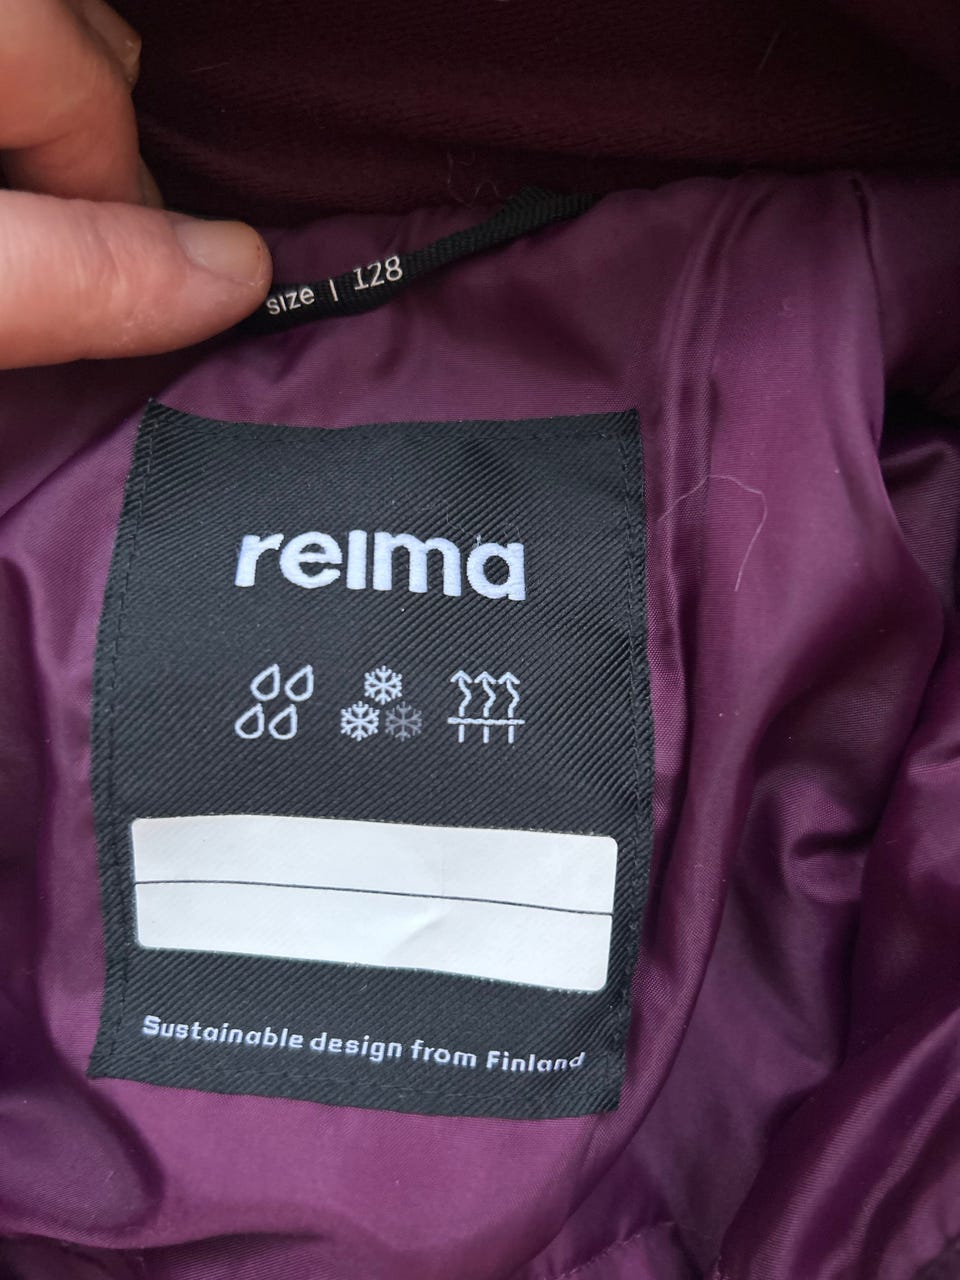 size | 128
reima
Sustainable design from Finland